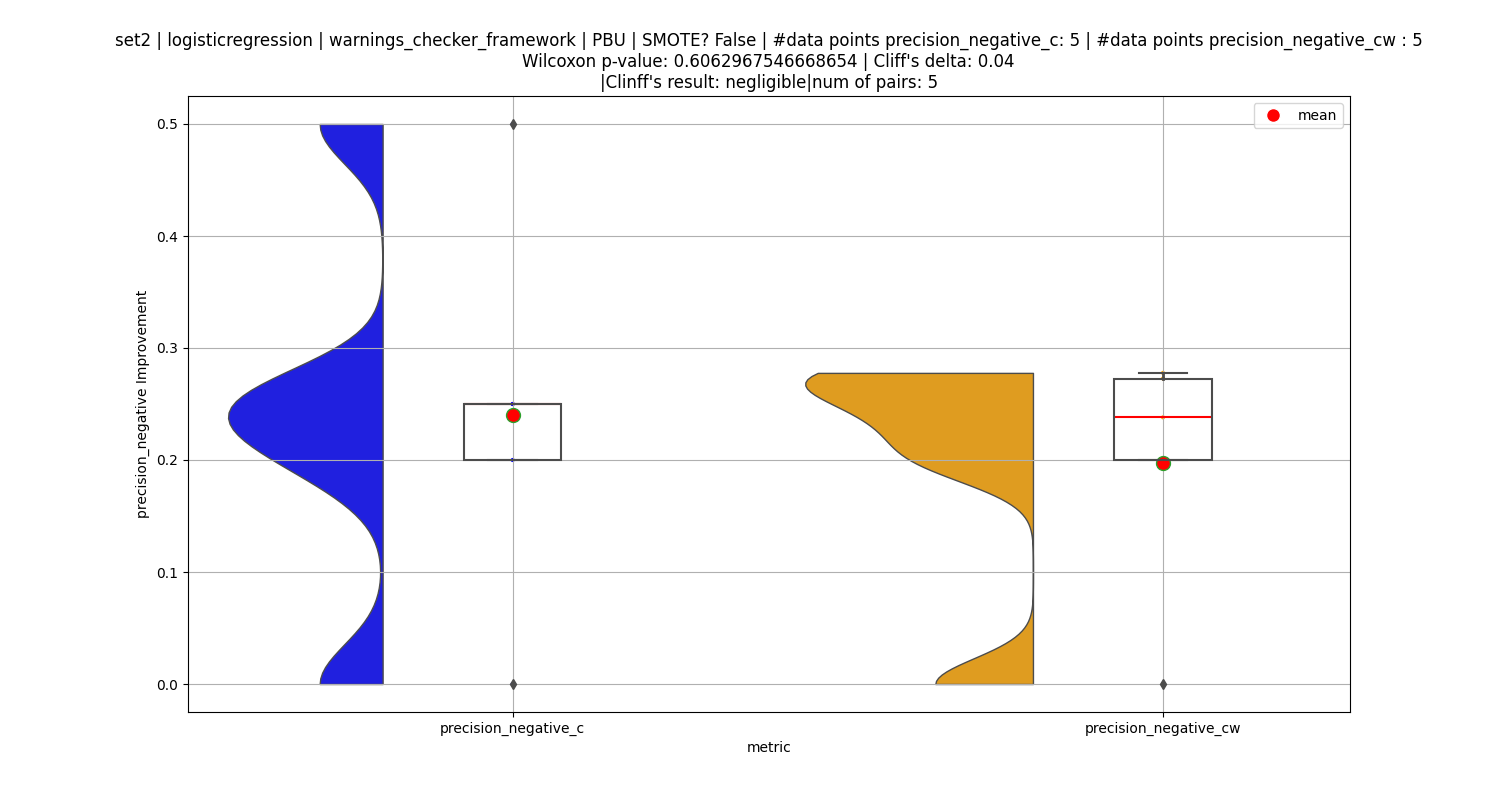 set2 | logisticregression | warnings_checker_framework | PBU | SMOTE? False | #data points precision_negative_c: 5 | #data points precision_negative_cw : 5
Wilcoxon p-value: 0.6062967546668654 | Cliff's delta: 0.04
|Clinff's result: negligible|num of pairs: 5
mean
0.5
0.4
0.3
0.2
0.1
0.0
precision_negative Improvement
precision_negative_c
precision_negative_cw
metric